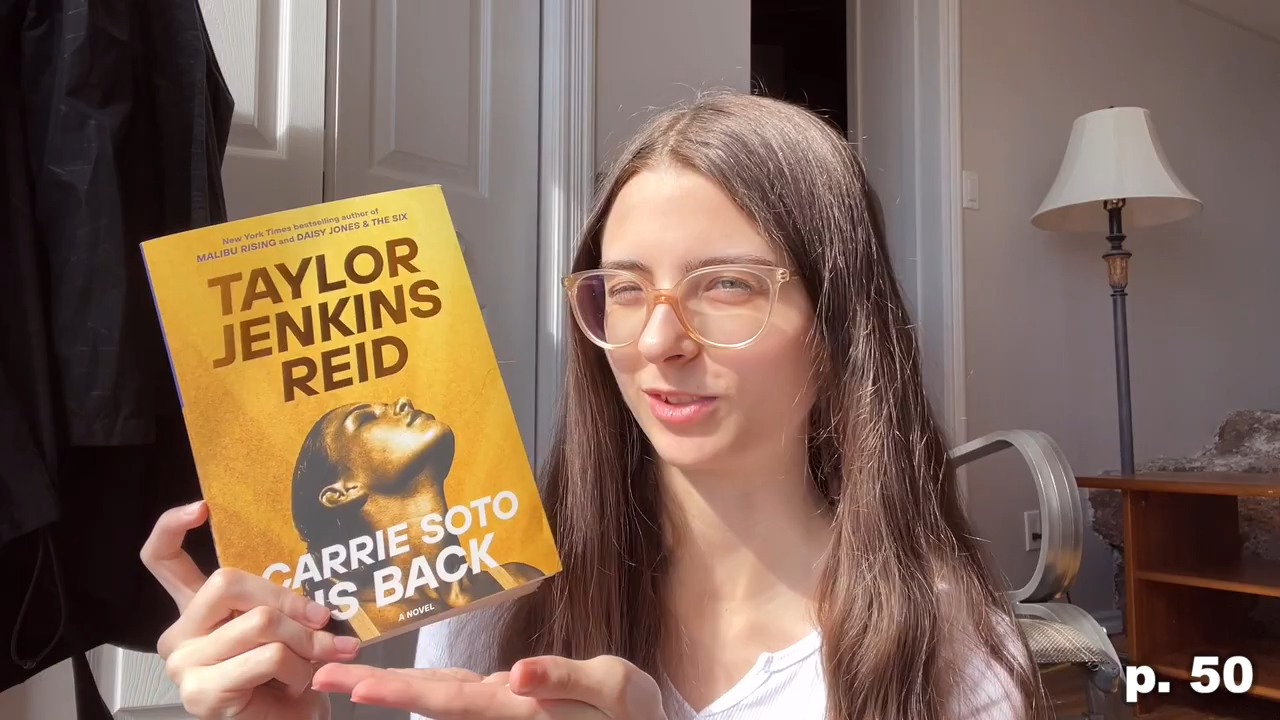 New York Times bestselling author of
MALIBU RISING and DAISY JONES & THE SIX
TAYLOR
JENKINS
REID
CARRIE SOTO
IS BACK
A NOVEL
p. 50